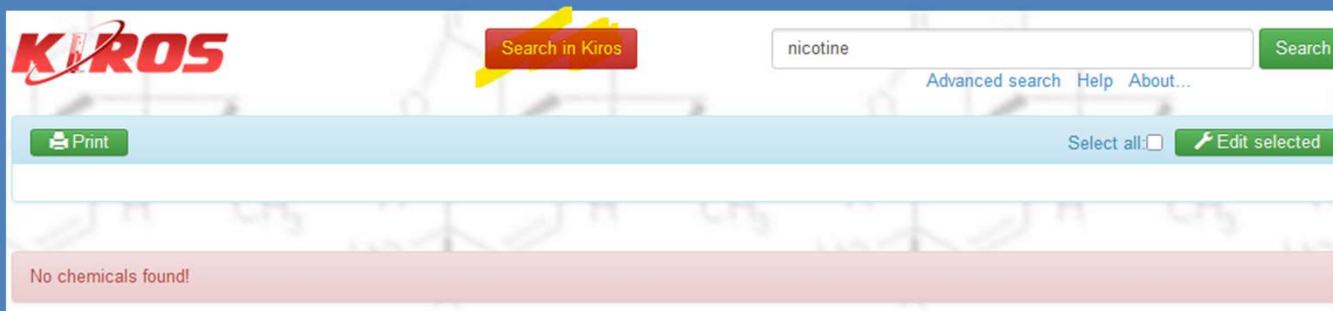 KIROS
Search in Kiros
nicotine
Search
Advanced search Help About...
Print
Select all:
Edit selected
No chemicals found!